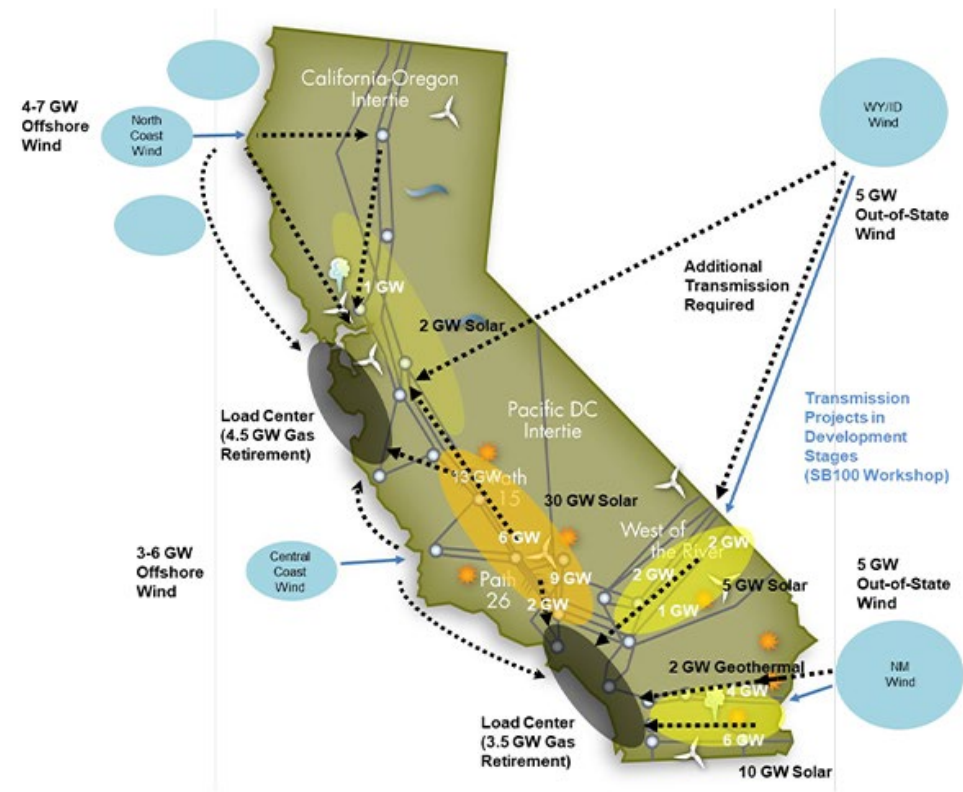 California-Oregon
Intertie
4-7 GW
Offshore
Wind
North
Coast
Wind
WY/ID
Wind
5 GW
Out-of-State
Wind
Additional
Transmission
Required
1 GW
2 GW Solar
Transmission
Projects in
Development
Stages
(SB100 Workshop)
Pacific DC
Intertie
Load Center
(4.5 GW Gas
Retirement)
13 GW
Path
15
30 GW Solar
6 GW
West of
the River
2 GW
3-6 GW
Offshore
Wind
Central
Coast
Wind
Path
26
9 GW
2 GW
2 GW
1 GW
5 GW Solar
5 GW
Out-of-State
Wind
NM
Wind
2 GW Geothermal
4 GW
6 GW
Load Center
(3.5 GW Gas
Retirement)
10 GW Solar